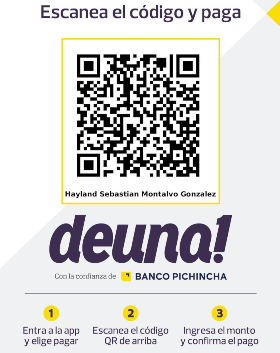 Escanea el código y paga
Hayland Sebastian Montalvo Gonzalez
deuna!
Con la confianza de BANCO PICHINCHA
1 2 3
Entra a la app Escanea el código Ingresa el monto
y elige pagar QR de arriba y confirma el pago